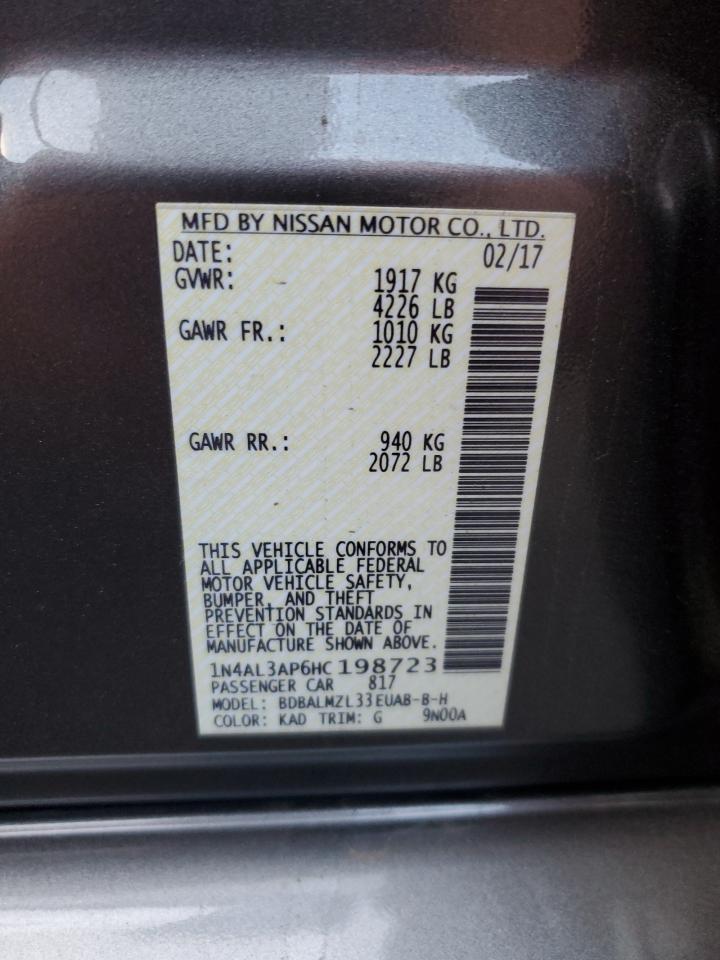 MFD BY NISSAN MOTOR CO., LTD.
DATE: 02/17
GVWR: 1917 KG
4226 LB
GAWR FR.: 1010 KG
2227 LB
GAWR RR.: 940 KG
2072 LB
THIS VEHICLE CONFORMS TO
ALL APPLICABLE FEDERAL
MOTOR VEHICLE SAFETY,
BUMPER, AND THEFT
PREVENTION STANDARDS IN
EFFECT ON THE DATE OF
MANUFACTURE SHOWN ABOVE.
1N4AL3AP6HC198723
PASSENGER CAR 817
MODEL: BDBALMZL33EUAB-B-H
COLOR: KAD TRIM: G 9N00A